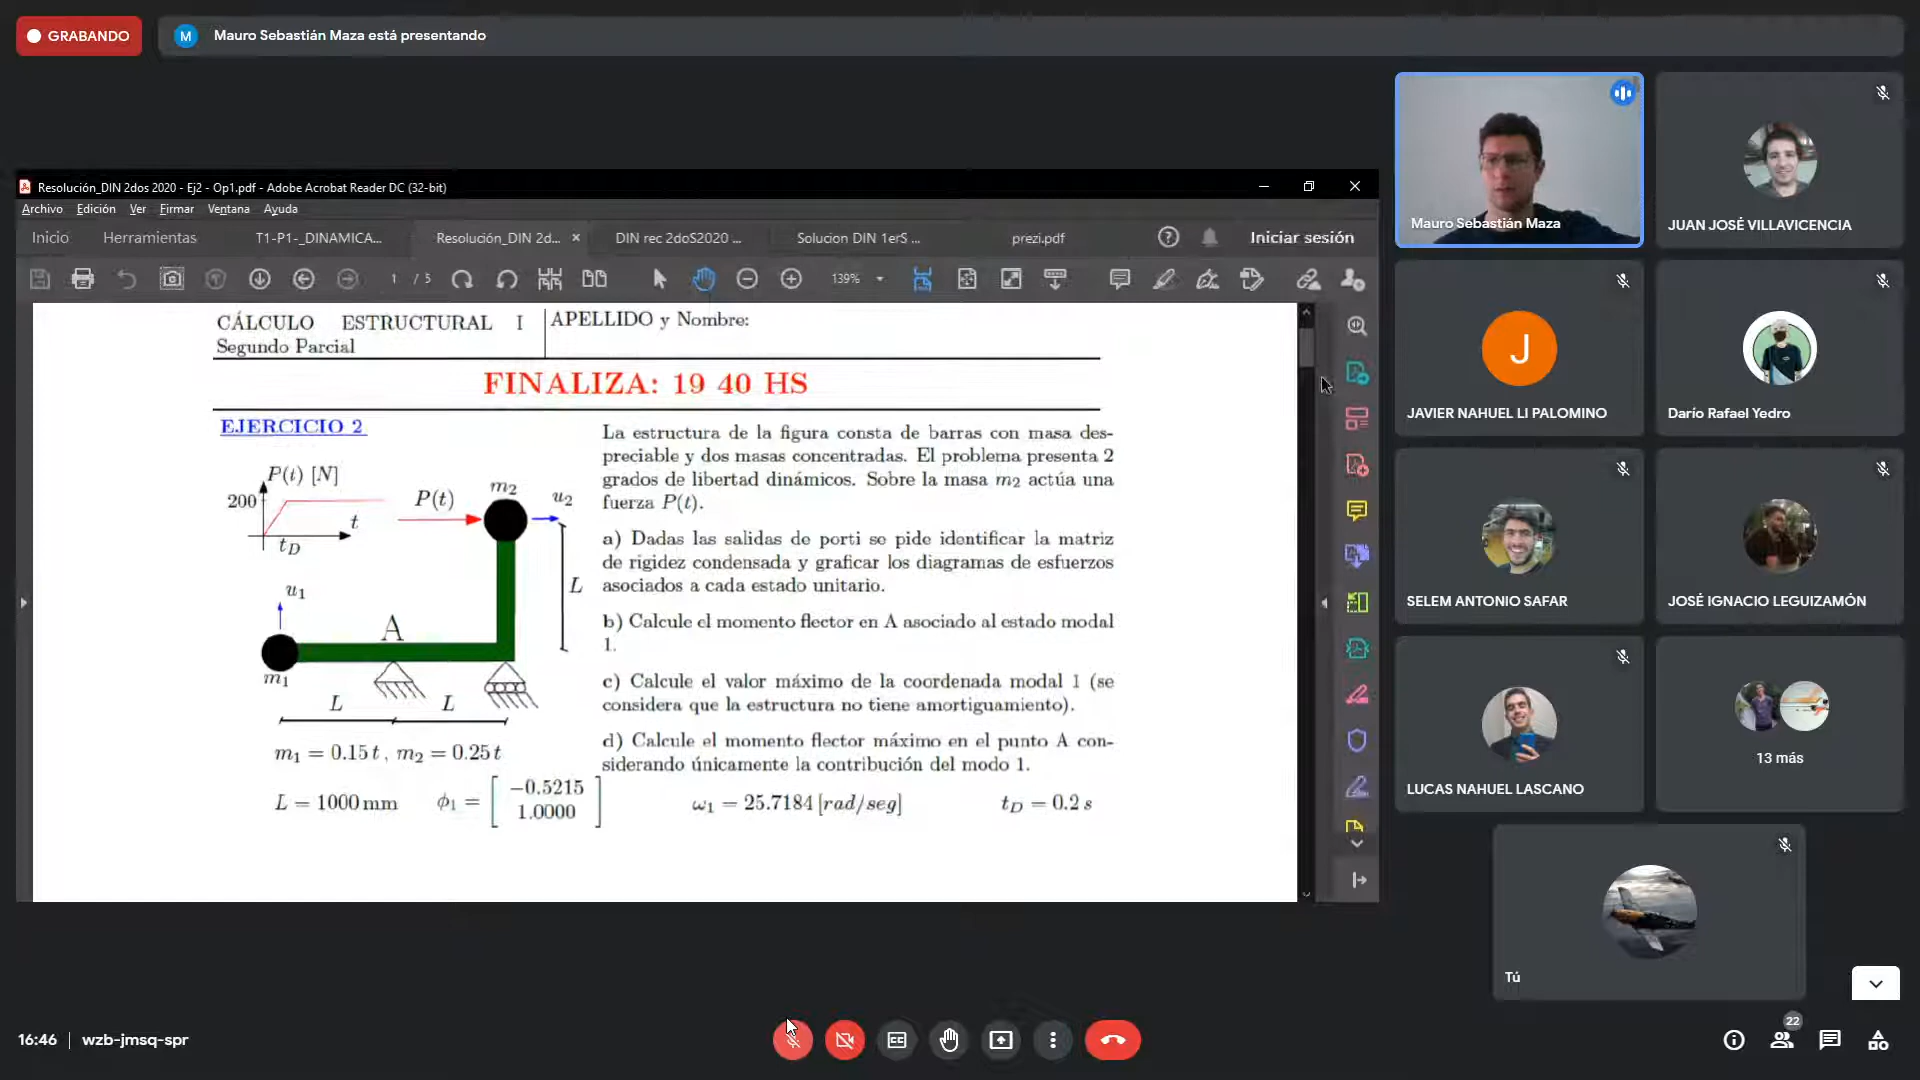 GRABANDO
M
Mauro Sebastián Maza está presentando
Resolución_DIN 2dos 2020 - Ej2 - Op1.pdf - Adobe Acrobat Reader DC (32-bit)
Archivo Edición Ver Firmar Ventana Ayuda
Inicio Herramientas T1-P1-_DINAMICA... Resolución_DIN 2d... × DIN rec 2doS2020 ... Solucion DIN 1erS ... prezi.pdf Iniciar sesión
1 / 5 139%
CÁLCULO ESTRUCTURAL I
Segundo Parcial
APELLIDO y Nombre:
FINALIZA: 19 40 HS
EJERCICIO 2
P(t) [N]
200
t
t_D
P(t)
m₂
u₂
L
u₁
A
m₁
L L
m₁ = 0.15 t , m₂ = 0.25 t
La estructura de la figura consta de barras con masa des-
preciable y dos masas concentradas. El problema presenta 2
grados de libertad dinámicos. Sobre la masa m₂ actúa una
fuerza P(t).
a) Dadas las salidas de porti se pide identificar la matriz
de rigidez condensada y graficar los diagramas de esfuerzos
asociados a cada estado unitario.
b) Calcule el momento flector en A asociado al estado modal
1.
c) Calcule el valor máximo de la coordenada modal 1 (se
considera que la estructura no tiene amortiguamiento).
d) Calcule el momento flector máximo en el punto A con-
siderando únicamente la contribución del modo 1.
L = 1000 mm ϕ₁ = [ −0.5215 1.0000 ] ω₁ = 25.7184 [rad/seg] t_D = 0.2 s
Mauro Sebastián Maza
JUAN JOSÉ VILLAVICENCIA
J
JAVIER NAHUEL LI PALOMINO
Darío Rafael Yedro
SELEM ANTONIO SAFAR
JOSÉ IGNACIO LEGUIZAMÓN
LUCAS NAHUEL LASCANO
13 más
Tú
16:46 | wzb-jmsq-spr
22